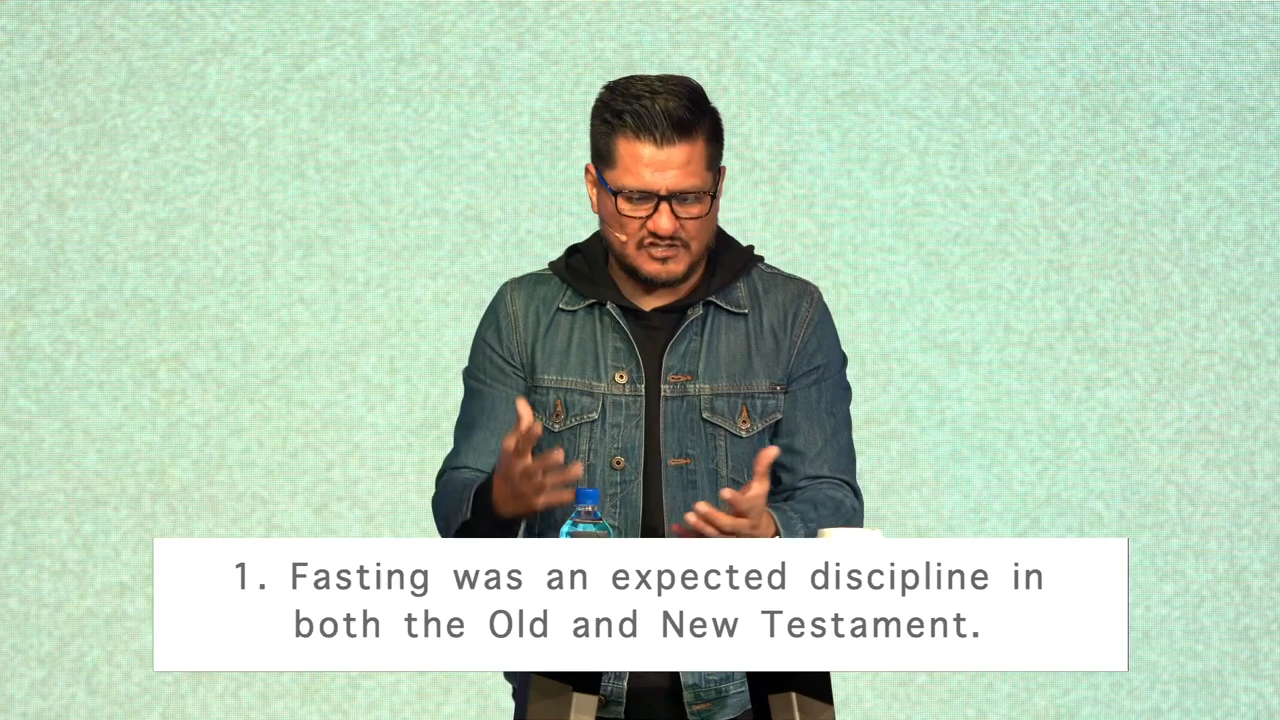 1. Fasting was an expected discipline in
both the Old and New Testament.